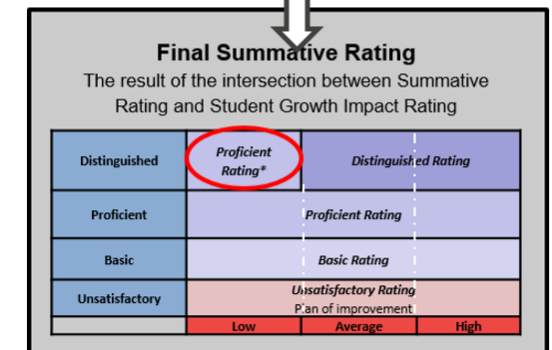 Final Summative Rating
The result of the intersection between Summative
Rating and Student Growth Impact Rating
Distinguished
Proficient
Rating*
Distinguished Rating
Proficient
Proficient Rating
Basic
Basic Rating
Unsatisfactory
Unsatisfactory Rating
Plan of improvement
Low
Average
High